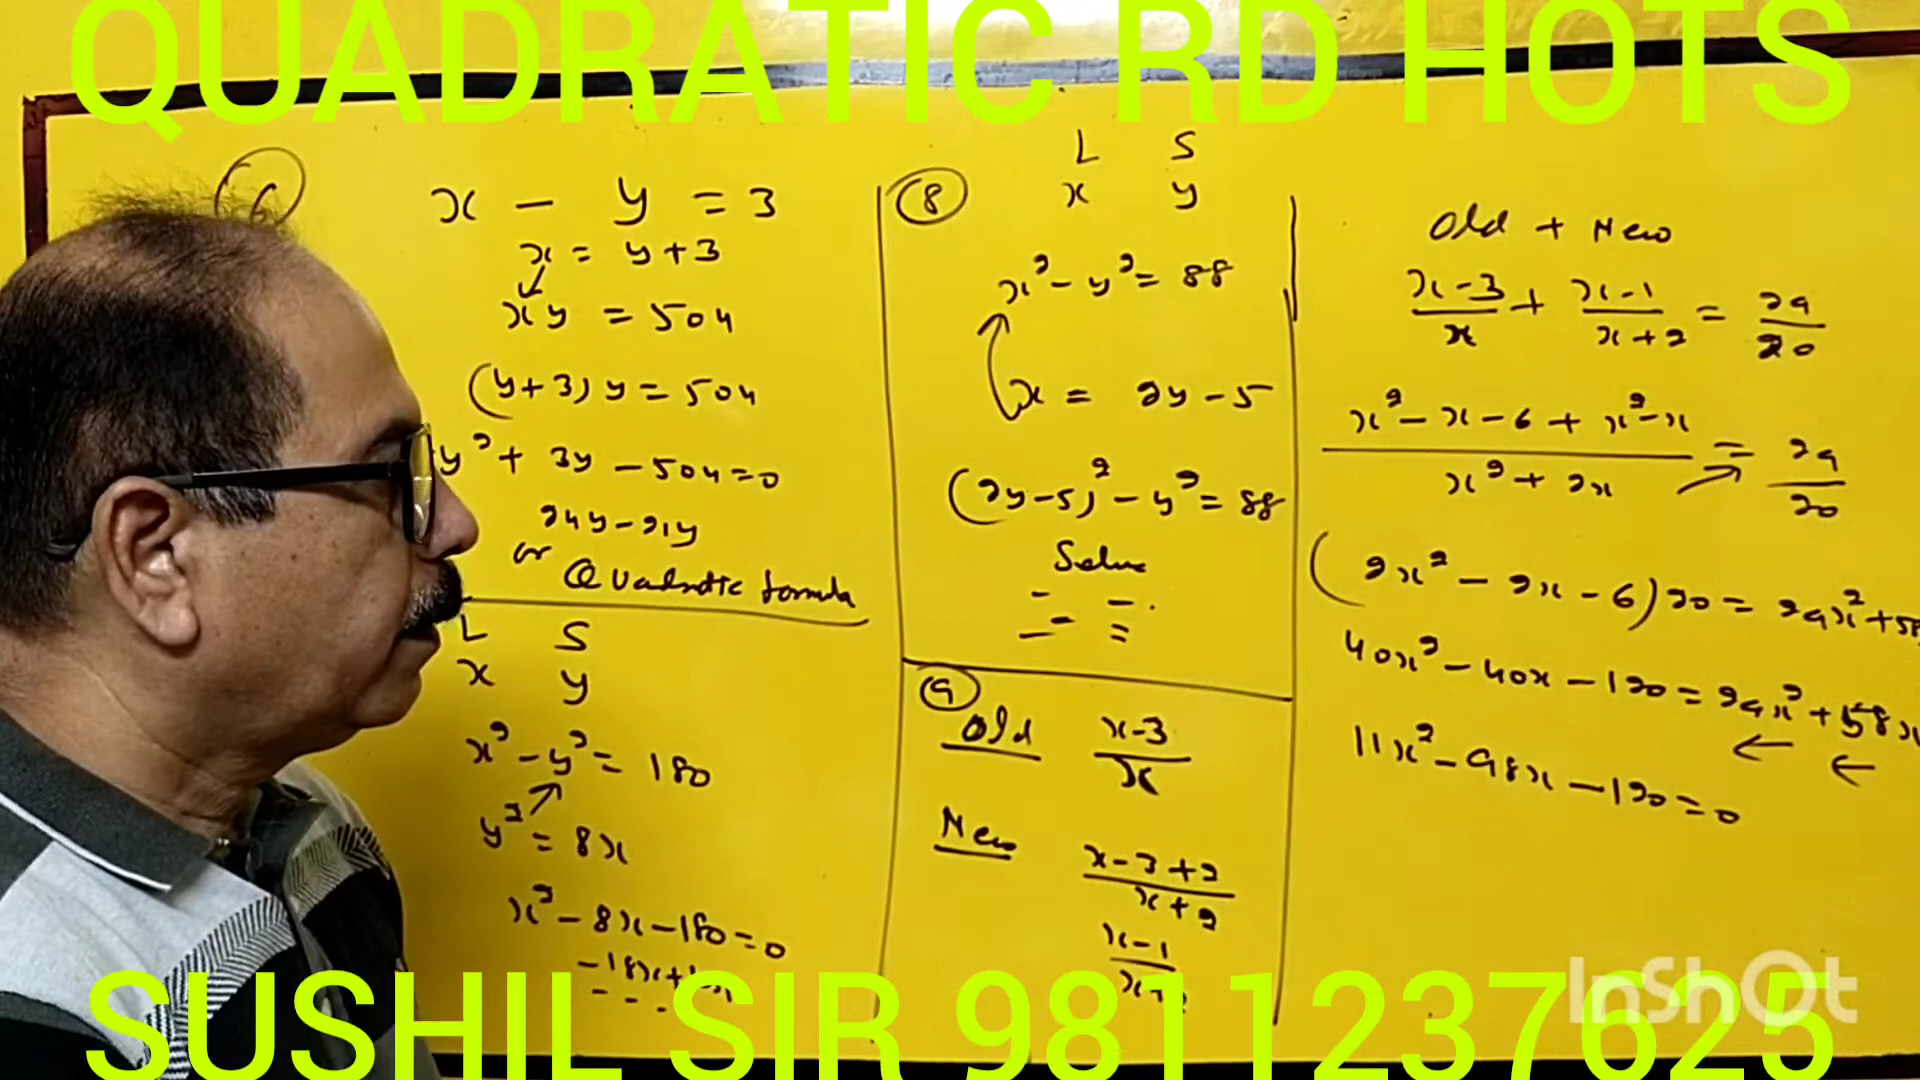 QUADRATIC RD HOTS
6
x - y = 3
x = y + 3
xy = 504
(y+3)y = 504
y² + 3y - 504 = 0
24y - 21y
or Quadratic formula
L S
x y
x² - y² = 180
y² = 8x
x² - 8x - 180 = 0
8
L S
x y
x² - y² = 88
x = 2y - 5
(2y-5)² - y² = 88
Solve
9
Old x-3/x
New x-3+2/x+2
x-1/x+2
Old + New
x-3/x + x-1/x+2 = 29/20
x² - x - 6 + x² - x/x² + 2x = 29/20
(2x² - 2x - 6)20 = 29x² + 58
40x² - 40x - 120 = 29x² + 58x
11x² - 98x - 120 = 0
InShOt
SUSHIL SIR 9811237625